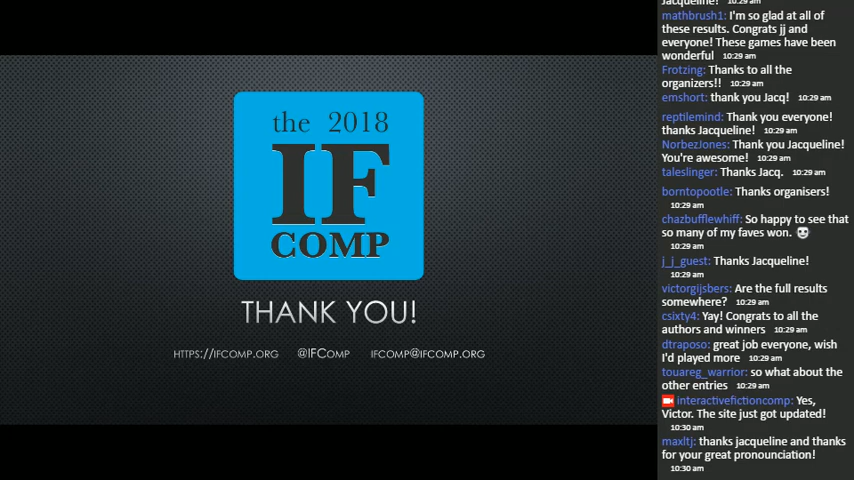 the 2018
IF
COMP
THANK YOU!
HTTPS://IFCOMP.ORG @IFCOMP IFCOMP@IFCOMP.ORG
Jacqueline! 10:29 am
mathbrush1: I'm so glad at all of
these results. Congrats jj and
everyone! These games have been
wonderful 10:29 am
Frotzing: Thanks to all the
organizers!! 10:29 am
emshort: thank you Jacq! 10:29 am
reptilemind: Thank you everyone!
thanks Jacqueline! 10:29 am
NorbezJones: Thank you Jacqueline!
You're awesome! 10:29 am
taleslinger: Thanks Jacq. 10:29 am
borntopootle: Thanks organisers!
10:29 am
chazbufflewhiff: So happy to see that
so many of my faves won.
10:29 am
j_j_guest: Thanks Jacqueline!
10:29 am
victorgijsbers: Are the full results
somewhere? 10:29 am
csixty4: Yay! Congrats to all the
authors and winners 10:29 am
dtraposo: great job everyone, wish
I'd played more 10:29 am
touareg_warrior: so what about the
other entries 10:29 am
interactivefictioncomp: Yes,
Victor. The site just got updated!
10:30 am
maxltj: thanks jacqueline and thanks
for your great pronounciation!
10:30 am